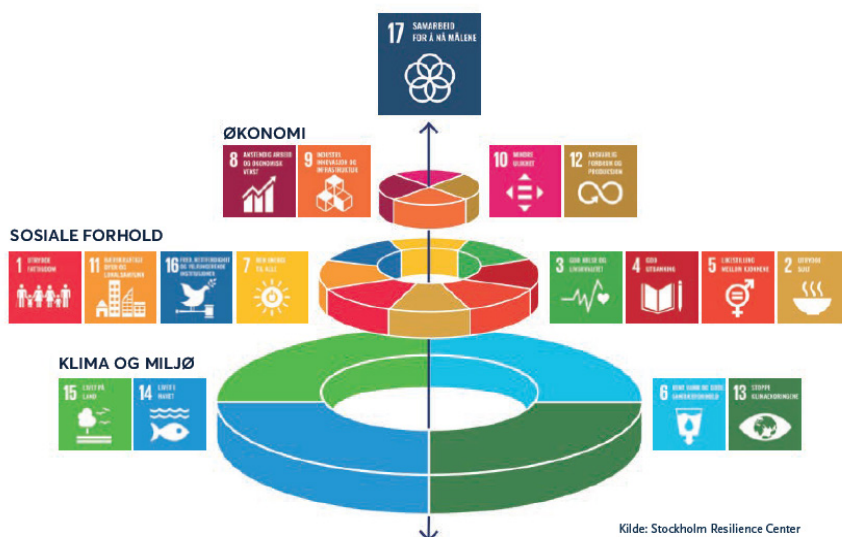 17 SAMARBEID
FOR Å NÅ MÅLENE
ØKONOMI
8 ANSTENDIG ARBEID
OG ØKONOMISK
VEKST
9 INDUSTRI,
INNOVASJON OG
INFRASTRUKTUR
10 MINDRE
ULIKHET
12 ANSVARLIG
FORBRUK OG
PRODUKSJON
SOSIALE FORHOLD
1 UTRYDDE
FATTIGDOM
11 BÆREKRAFTIGE
BYER OG
LOKALSAMFUNN
16 FRED, RETTFERDIGHET
OG VELFUNGERENDE
INSTITUSJONER
7 REN ENERGI
TIL ALLE
3 GOD HELSE OG
LIVSKVALITET
4 GOD
UTDANNING
5 LIKESTILLING
MELLOM KJØNNENE
2 UTRYDDE
SULT
KLIMA OG MILJØ
15 LIVET PÅ
LAND
14 LIVET I
HAVET
6 RENT VANN OG GODE
SANITÆRFORHOLD
13 STOPPE
KLIMAENDRINGENE
Kilde: Stockholm Resilience Center